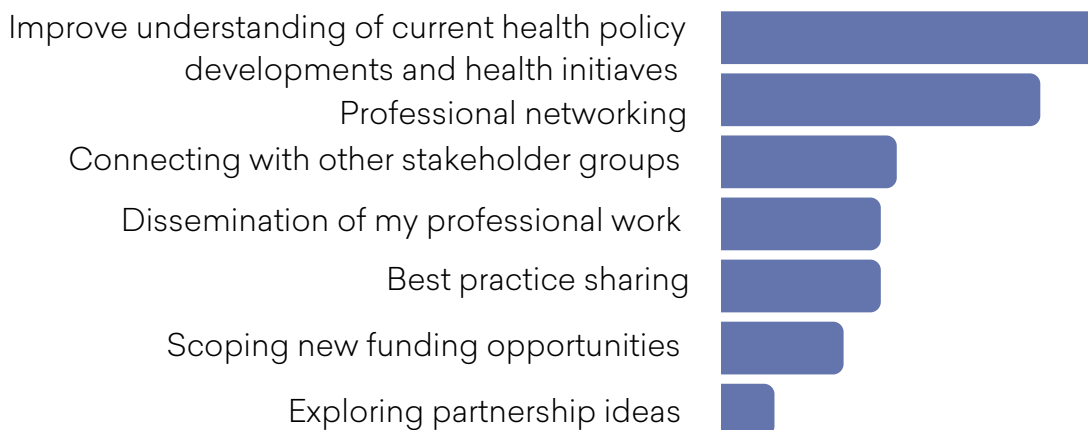 Improve understanding of current health policy
developments and health initiaves
Professional networking
Connecting with other stakeholder groups
Dissemination of my professional work
Best practice sharing
Scoping new funding opportunities
Exploring partnership ideas